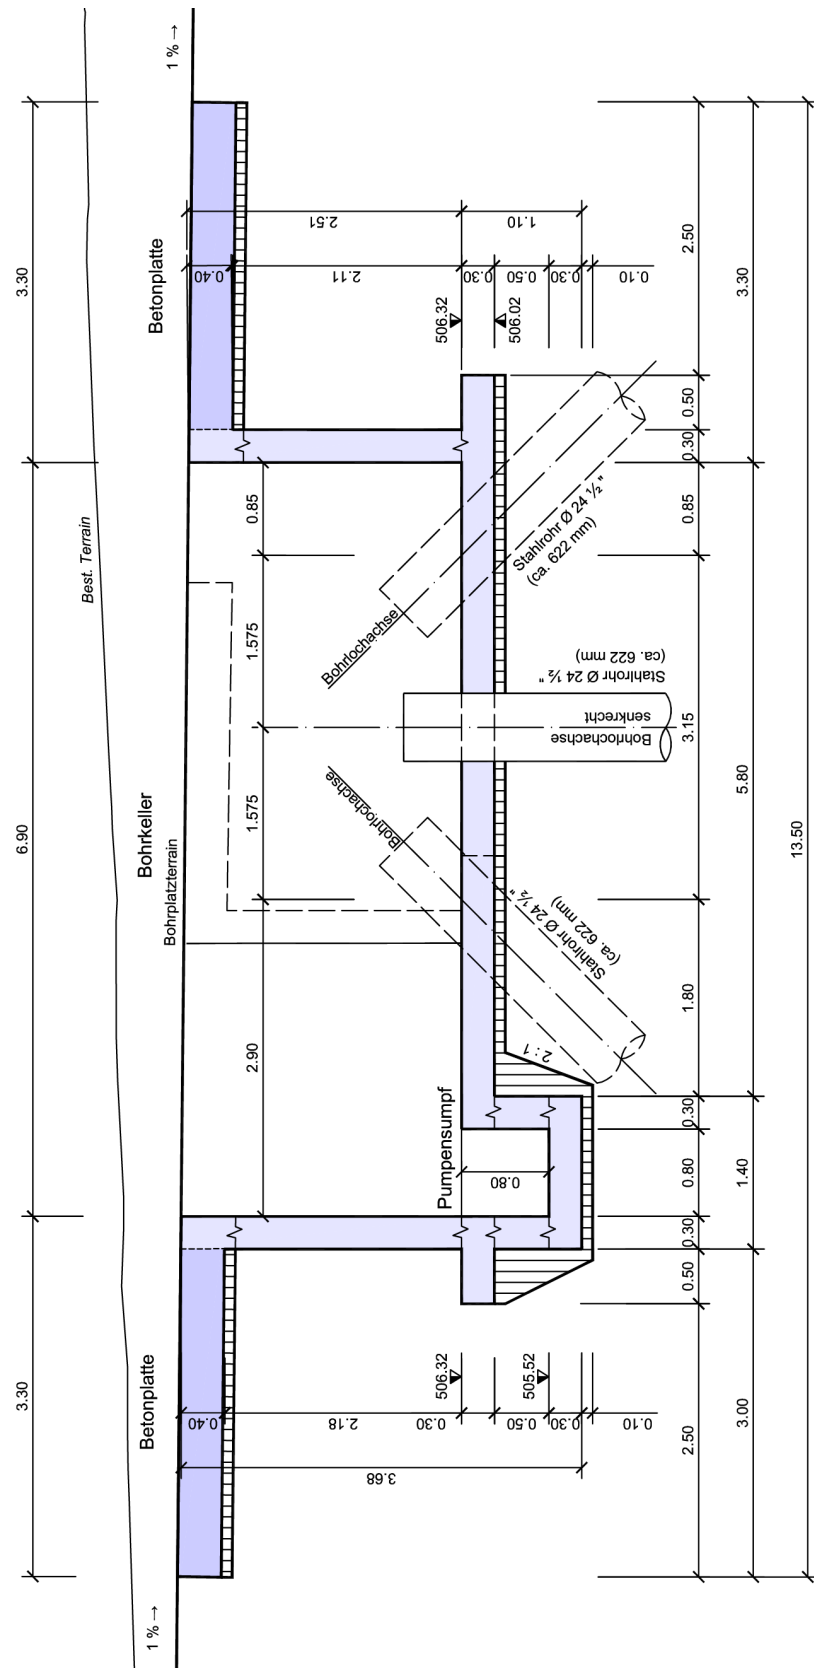 3.30
6.90
3.30
1 % →
1 % →
Best. Terrain
Betonplatte
Bohrkeller
Bohrplatzterrain
Betonplatte
0.40
2.18
0.30
0.50
0.30
0.10
3.68
506.32
505.52
Pumpensumpf
0.80
2.90
1.575
1.575
0.85
2 : 1
Bohrlochachse
Stahlrohr Ø 24 ½ "
(ca. 622 mm)
Bohrlochachse
senkrecht
Stahlrohr Ø 24 ½ "
(ca. 622 mm)
Bohrlochachse
Stahlrohr Ø 24 ½"
(ca. 622 mm)
506.32
506.02
0.40
2.11
0.30
0.50
0.30
0.10
2.51
1.10
2.50
0.50
0.30
0.80
0.30
1.80
3.15
0.85
0.30
0.50
2.50
3.00
1.40
5.80
3.30
13.50